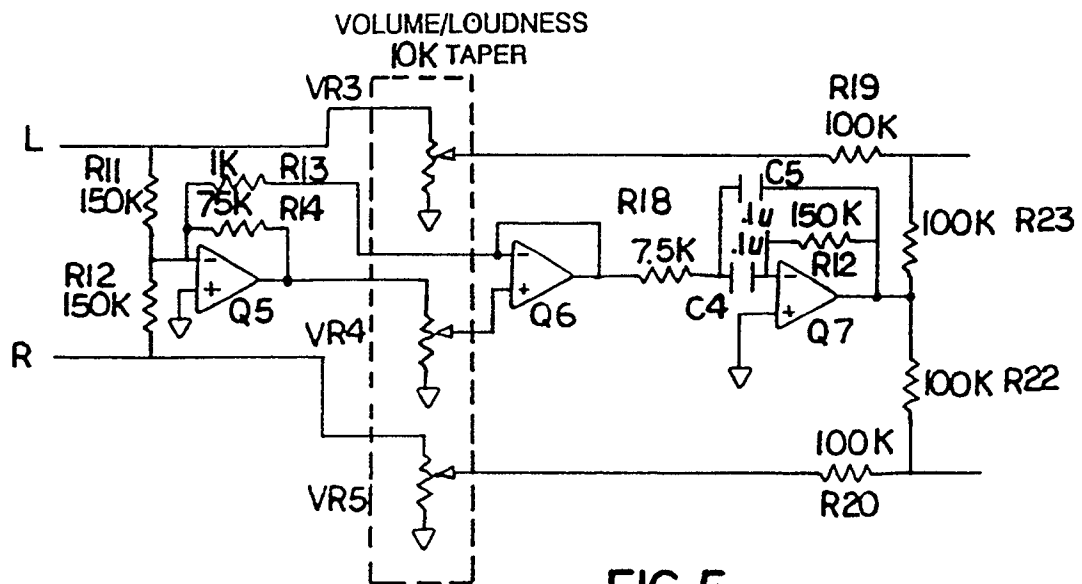 VOLUME/LOUDNESS
10K TAPER
VR3
R19
100K
L
R11
150K
1K
R13
75K
R14
C5
.1u
R18
7.5K
150K
R12
100K R23
.1u
C4
R12
150K
-
+
Q5
-
+
Q6
-
+
Q7
VR4
R
100K R22
100K
R20
VR5
FIG. 5